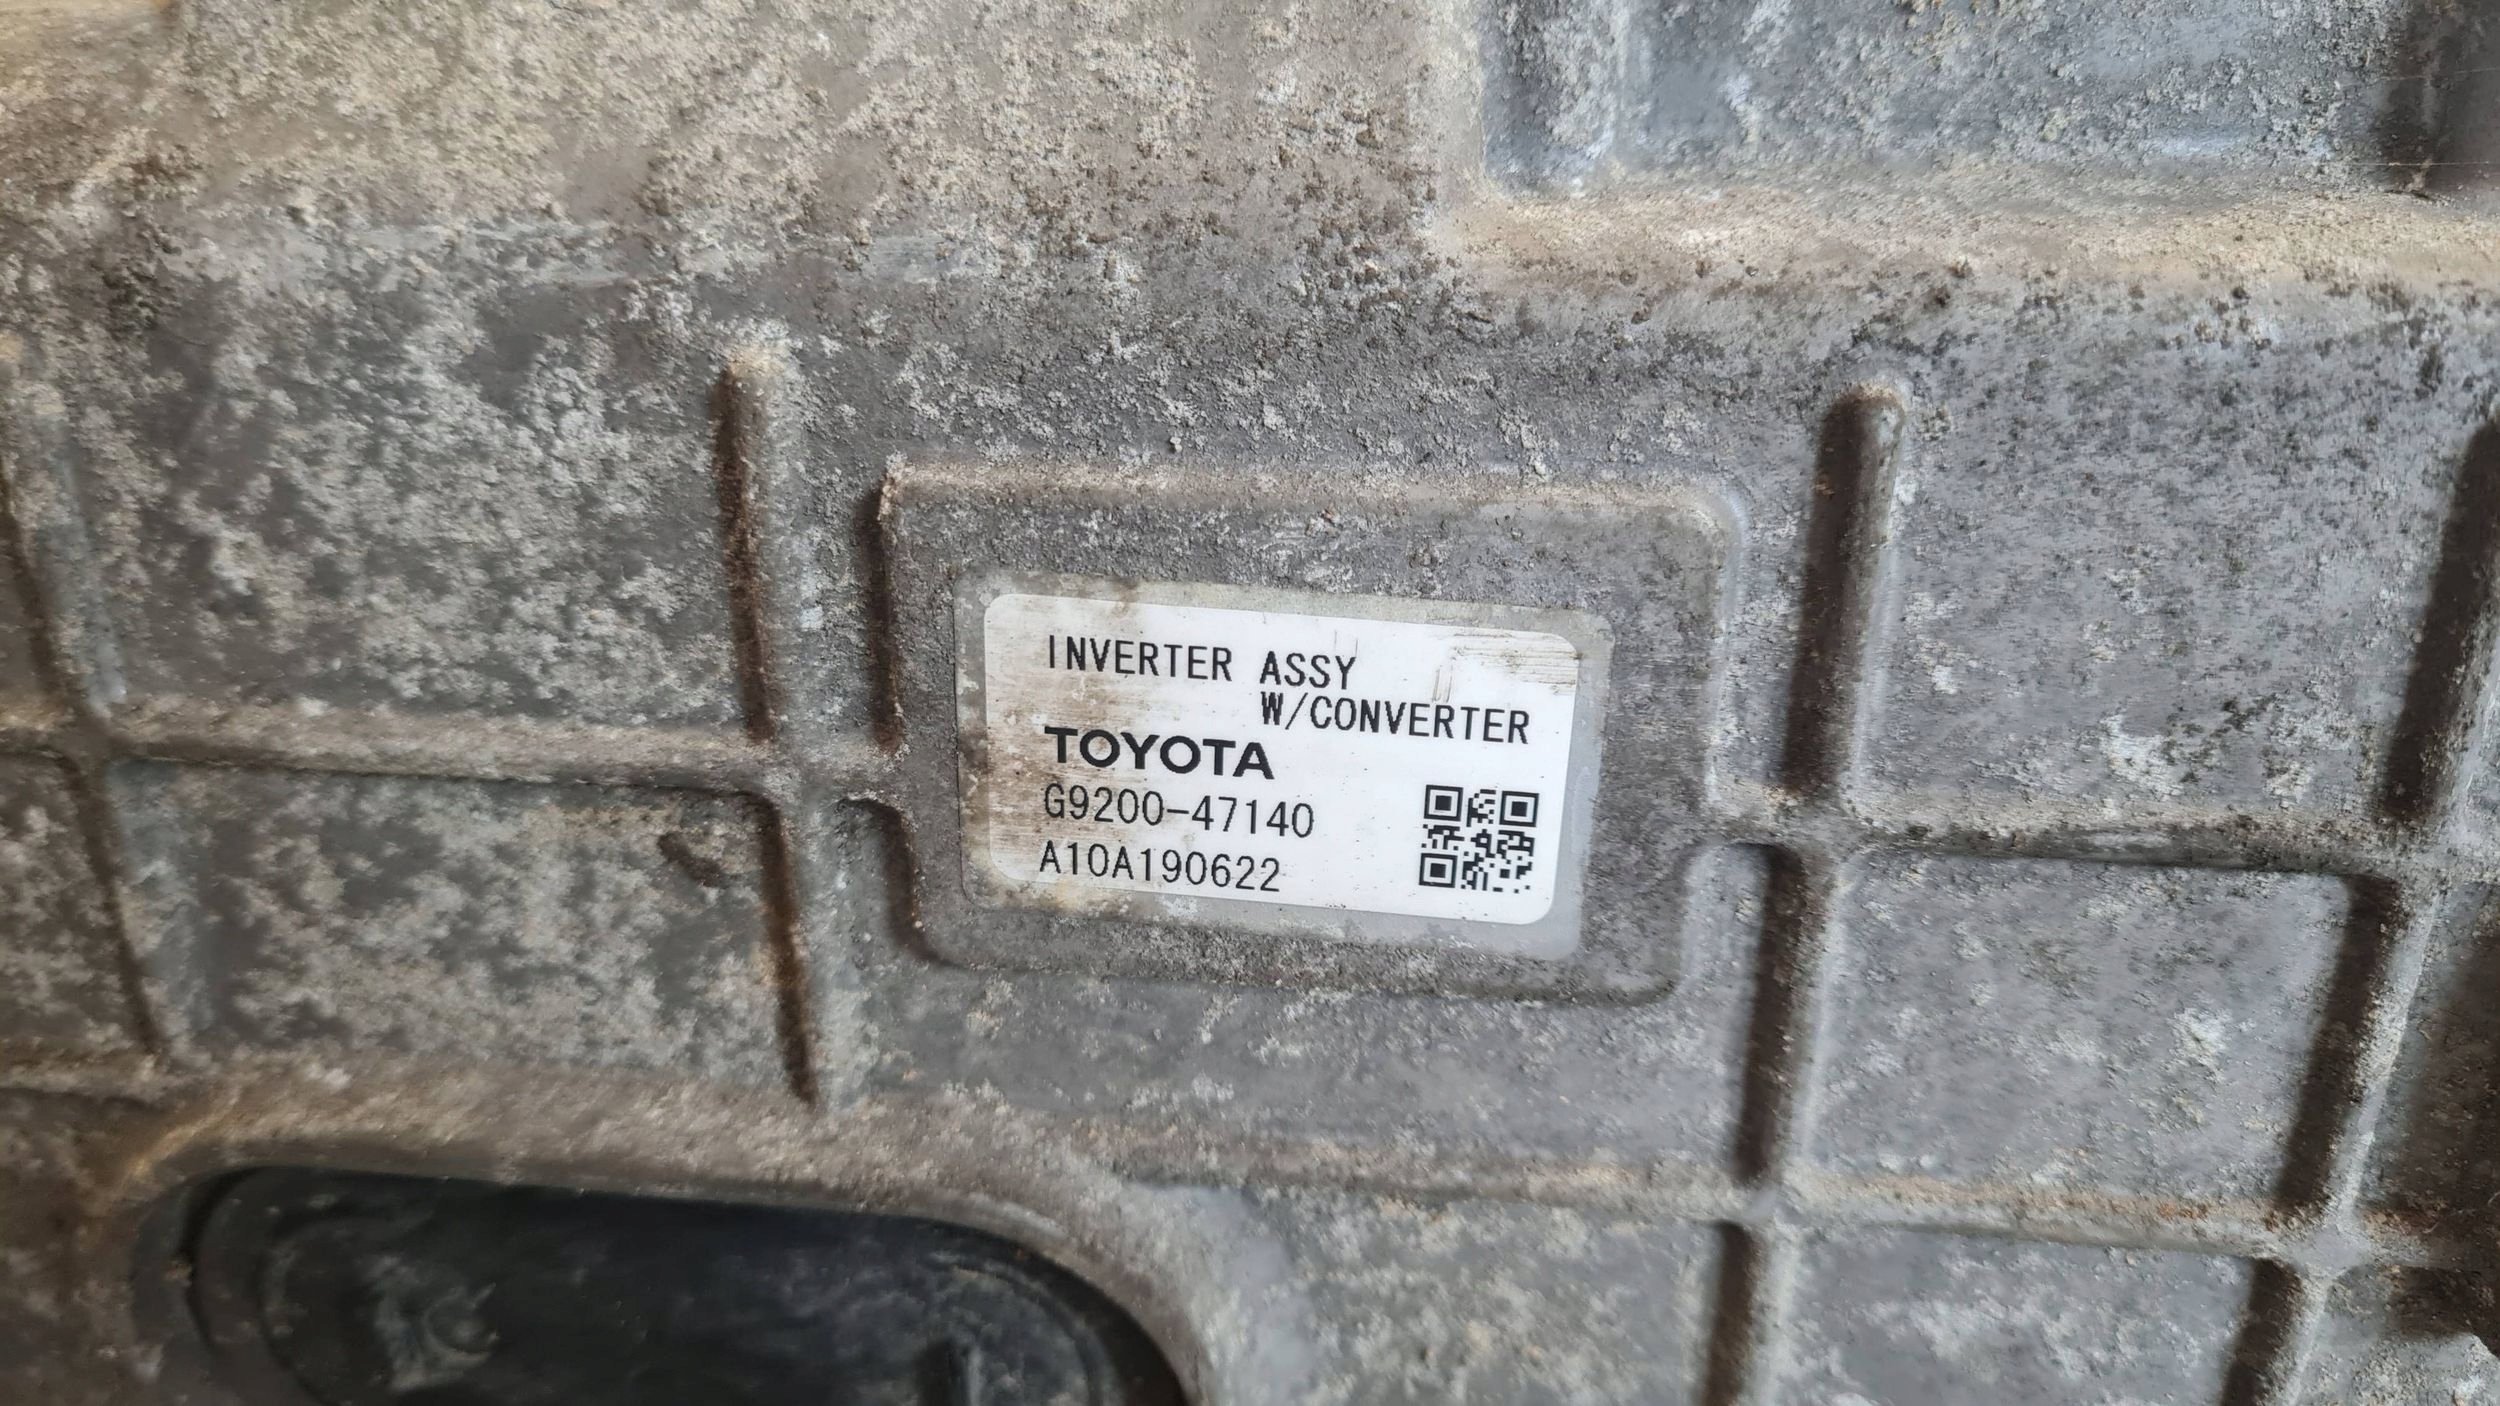 INVERTER ASSY
W/CONVERTER
TOYOTA
G9200-47140
A10A190622